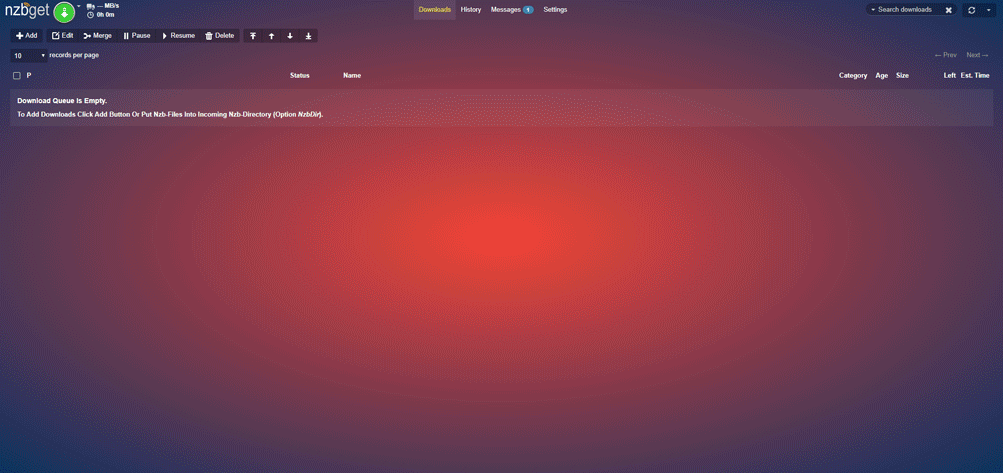 nzbget
--- MB/s
0h 0m
Downloads History Messages 1 Settings
Search downloads
Add Edit Merge Pause Resume Delete
10 records per page
← Prev Next →
P Status Name Category Age Size Left Est. Time
Download Queue Is Empty.
To Add Downloads Click Add Button Or Put Nzb-Files Into Incoming Nzb-Directory (Option NzbDir).